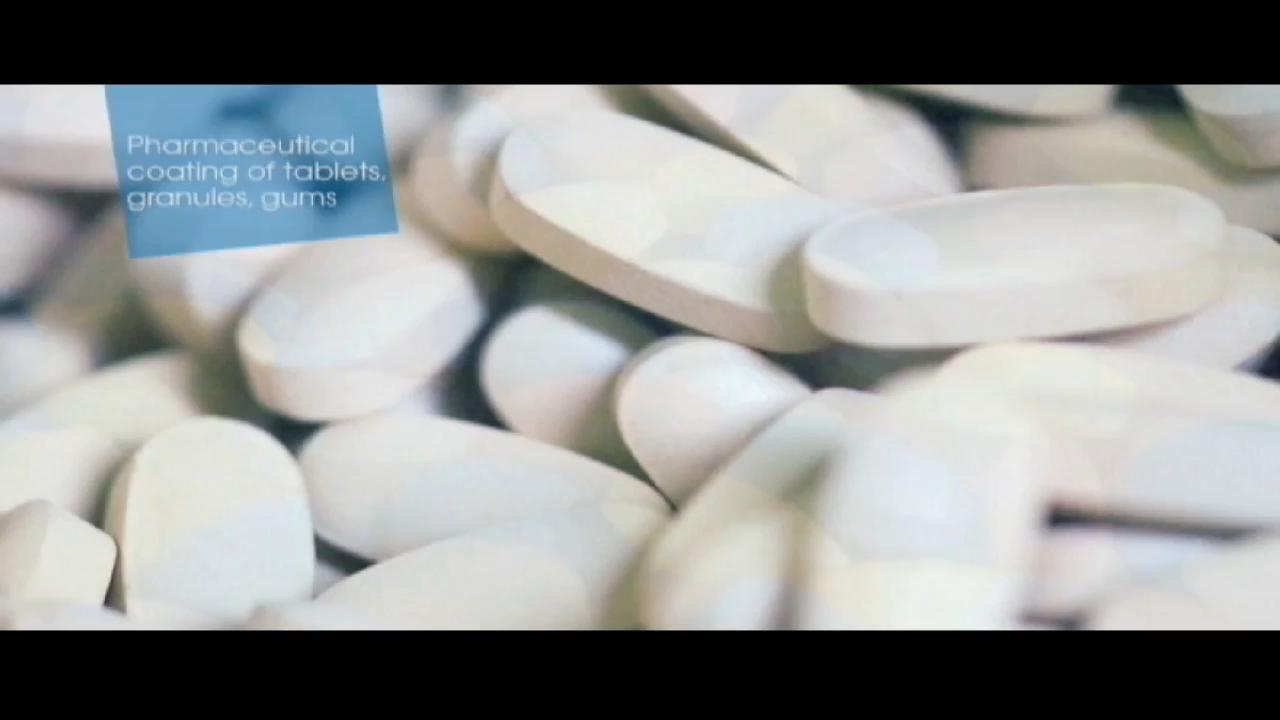 Pharmaceutical
coating of tablets,
granules, gums